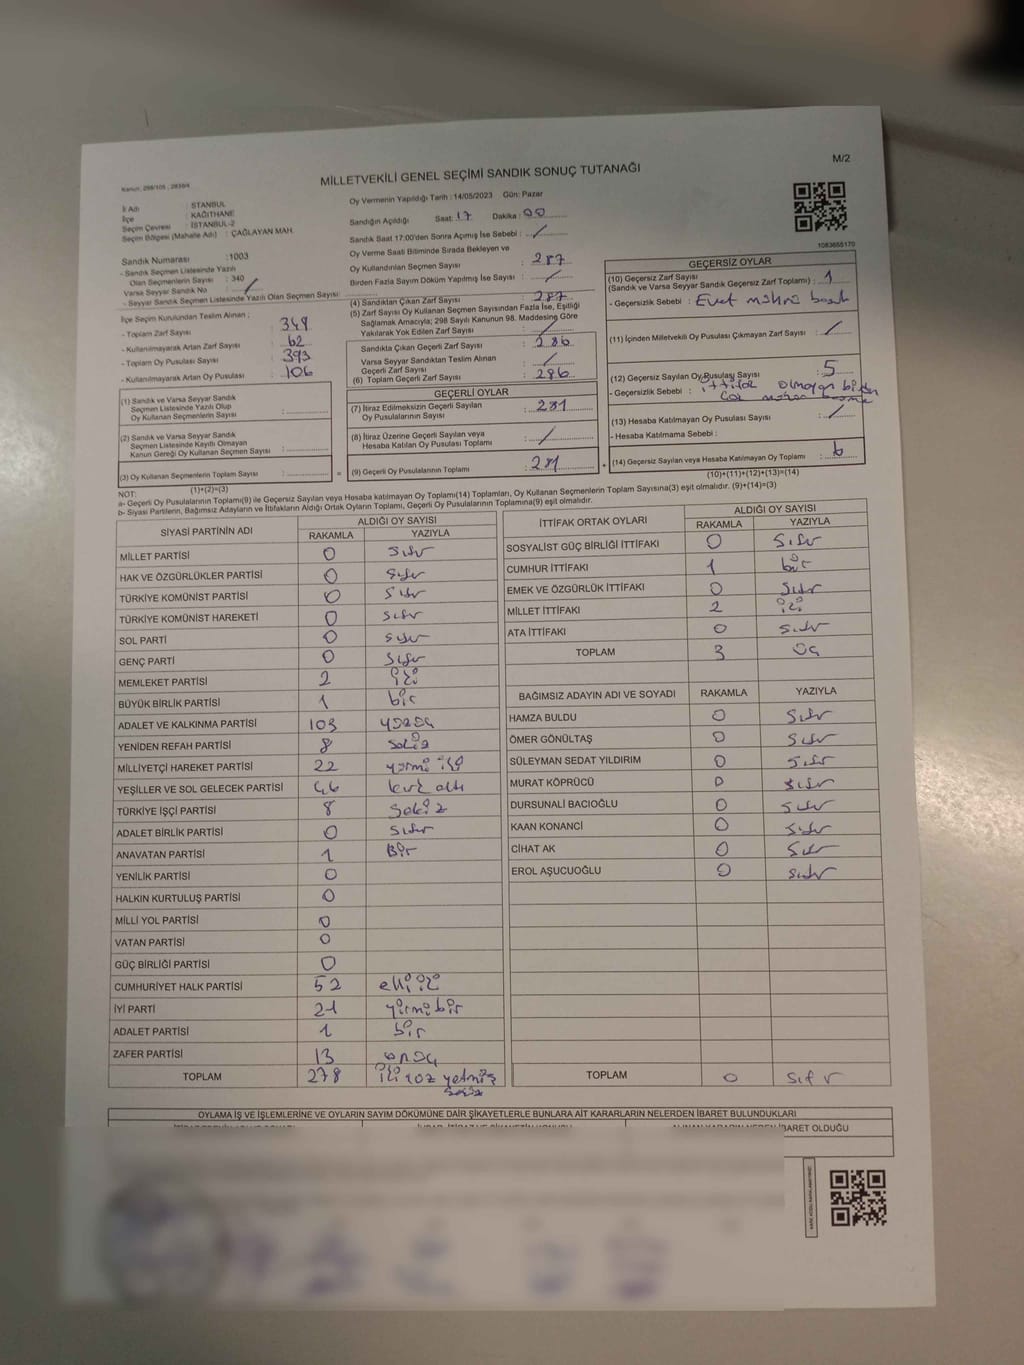 M/2
MİLLETVEKİLİ GENEL SEÇİMİ SANDIK SONUÇ TUTANAĞI
Kanun: 298/105 ; 2839/4
İl Adı : İSTANBUL
İlçe : KAĞITHANE
Seçim Çevresi : İSTANBUL-2
Seçim Bölgesi (Mahalle Adı) : ÇAĞLAYAN MAH.
Sandık Numarası :1003
- Sandık Seçmen Listesinde Yazılı
Olan Seçmenlerin Sayısı : 340
Varsa Seyyar Sandık No : /
- Seyyar Sandık Seçmen Listesinde Yazılı Olan Seçmen Sayısı:
İlçe Seçim Kurulundan Teslim Alınan ;
- Toplam Zarf Sayısı : 349
- Kullanılmayarak Artan Zarf Sayısı : 62
- Toplam Oy Pusulası Sayısı : 393
- Kullanılmayarak Artan Oy Pusulası : 106
(1) Sandık ve Varsa Seyyar Sandık
Seçmen Listesinde Yazılı Olup
Oy Kullanan Seçmenlerin Sayısı :
(2) Sandık ve Varsa Seyyar Sandık
Seçmen Listesinde Kayıtlı Olmayan
Kanun Gereği Oy Kullanan Seçmen Sayısı :
(3) Oy Kullanan Seçmenlerin Toplam Sayısı :
(1)+(2)=(3)
Oy Vermenin Yapıldığı Tarih : 14/05/2023 Gün: Pazar
Sandığın Açıldığı Saat: 17 Dakika : 00
Sandık Saat 17:00'den Sonra Açımış İse Sebebi : /
Oy Verme Saati Bitiminde Sırada Bekleyen ve
Oy Kullandırılan Seçmen Sayısı : 287
Birden Fazla Sayım Döküm Yapılmış İse Sayısı : /
(4) Sandıktan Çıkan Zarf Sayısı : 287
(5) Zarf Sayısı Oy Kullanan Seçmen Sayısından Fazla İse, Eşitliği
Sağlamak Amacıyla; 298 Sayılı Kanunun 98. Maddesine Göre
Yakılarak Yok Edilen Zarf Sayısı : /
Sandıkta Çıkan Geçerli Zarf Sayısı : 286
Varsa Seyyar Sandıktan Teslim Alınan
Geçerli Zarf Sayısı : /
(6) Toplam Geçerli Zarf Sayısı : 286
GEÇERLİ OYLAR
(7) İtiraz Edilmeksizin Geçerli Sayılan
Oy Pusulalarının Sayısı : 281
(8) İtiraz Üzerine Geçerli Sayılan veya
Hesaba Katılan Oy Pusulası Toplamı : /
= (9) Geçerli Oy Pusulalarının Toplamı : 281
1083655170
GEÇERSİZ OYLAR
(10) Geçersiz Zarf Sayısı
(Sandık ve Varsa Seyyar Sandık Geçersiz Zarf Toplamı) : 1
- Geçersizlik Sebebi : Evet mührü basılı
(11) İçinden Milletvekili Oy Pusulası Çıkmayan Zarf Sayısı : /
(12) Geçersiz Sayılan Oy Pusulası Sayısı : 5
- Geçersizlik Sebebi : ittifak olmayan birden
çok mühür basma
(13) Hesaba Katılmayan Oy Pusulası Sayısı : /
- Hesaba Katılmama Sebebi :
+ (14) Geçersiz Sayılan veya Hesaba Katılmayan Oy Toplamı : 6
(10)+(11)+(12)+(13)=(14)
NOT:
a- Geçerli Oy Pusulalarının Toplamı(9) ile Geçersiz Sayılan veya Hesaba katılmayan Oy Toplamı(14) Toplamları, Oy Kullanan Seçmenlerin Toplam Sayısına(3) eşit olmalıdır. (9)+(14)=(3)
b- Siyasi Partilerin, Bağımsız Adayların ve İttifakların Aldığı Ortak Oyların Toplamı, Geçerli Oy Pusulalarının Toplamına(9) eşit olmalıdır.
SİYASİ PARTİNİN ADI ALDIĞI OY SAYISI
RAKAMLA YAZIYLA
MİLLET PARTİSİ 0 sıfır
HAK VE ÖZGÜRLÜKLER PARTİSİ 0 sıfır
TÜRKİYE KOMÜNİST PARTİSİ 0 sıfır
TÜRKİYE KOMÜNİST HAREKETİ 0 sıfır
SOL PARTİ 0 sıfır
GENÇ PARTİ 0 sıfır
MEMLEKET PARTİSİ 2 iki
BÜYÜK BİRLİK PARTİSİ 1 bir
ADALET VE KALKINMA PARTİSİ 103 yüzüç
YENİDEN REFAH PARTİSİ 8 sekiz
MİLLİYETÇİ HAREKET PARTİSİ 22 yirmi iki
YEŞİLLER VE SOL GELECEK PARTİSİ 46 kırk altı
TÜRKİYE İŞÇİ PARTİSİ 8 sekiz
ADALET BİRLİK PARTİSİ 0 sıfır
ANAVATAN PARTİSİ 1 Bir
YENİLİK PARTİSİ 0
HALKIN KURTULUŞ PARTİSİ 0
MİLLİ YOL PARTİSİ 0
VATAN PARTİSİ 0
GÜÇ BİRLİĞİ PARTİSİ 0
CUMHURİYET HALK PARTİSİ 52 elli iki
İYİ PARTİ 21 yirmi bir
ADALET PARTİSİ 1 bir
ZAFER PARTİSİ 13 onüç
TOPLAM 278 iki yüz yetmiş
sekiz
İTTİFAK ORTAK OYLARI ALDIĞI OY SAYISI
RAKAMLA YAZIYLA
SOSYALİST GÜÇ BİRLİĞİ İTTİFAKI 0 sıfır
CUMHUR İTTİFAKI 1 bir
EMEK VE ÖZGÜRLÜK İTTİFAKI 0 sıfır
MİLLET İTTİFAKI 2 iki
ATA İTTİFAKI 0 sıfır
TOPLAM 3 üç
BAĞIMSIZ ADAYIN ADI VE SOYADI RAKAMLA YAZIYLA
HAMZA BULDU 0 sıfır
ÖMER GÖNÜLTAŞ 0 sıfır
SÜLEYMAN SEDAT YILDIRIM 0 sıfır
MURAT KÖPRÜCÜ 0 sıfır
DURSUNALİ BACIOĞLU 0 sıfır
KAAN KONANCİ 0 sıfır
CİHAT AK 0 sıfır
EROL AŞUCUOĞLU 0 sıfır
TOPLAM 0 sıfır
OYLAMA İŞ VE İŞLEMLERİNE VE OYLARIN SAYIM DÖKÜMÜNE DAİR ŞİKAYETLERLE BUNLARA AİT KARARLARIN NELERDEN İBARET BULUNDUKLARI
İBARET OLDUĞU